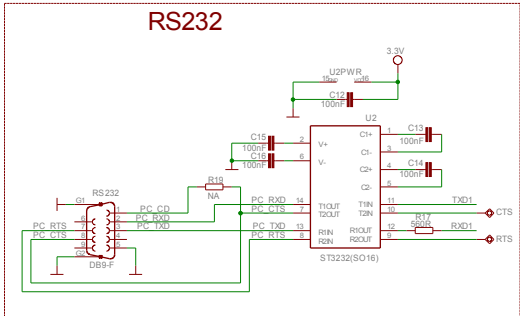 RS232
3.3V
U2PWR
15 GND VCC 16
C12
100nF
U2
C15
100nF
C16
100nF
2 V+
6 V-
C1+ 1
C1- 3
C2+ 4
C2- 5
C13
100nF
C14
100nF
R19
NA
RS232
G1
PC_CD
PC_RXD
PC_TXD
PC_RTS
PC_CTS
1
2
3
4
5
6
7
8
9
G2
DB9-F
PC_RXD 14 T1OUT T1IN 11 TXD1
PC_CTS 7 T2OUT T2IN 10 CTS
PC_TXD 13 R1IN R1OUT 12 R17 560R RXD1
PC_RTS 8 R2IN R2OUT 9 RTS
ST3232(SO16)